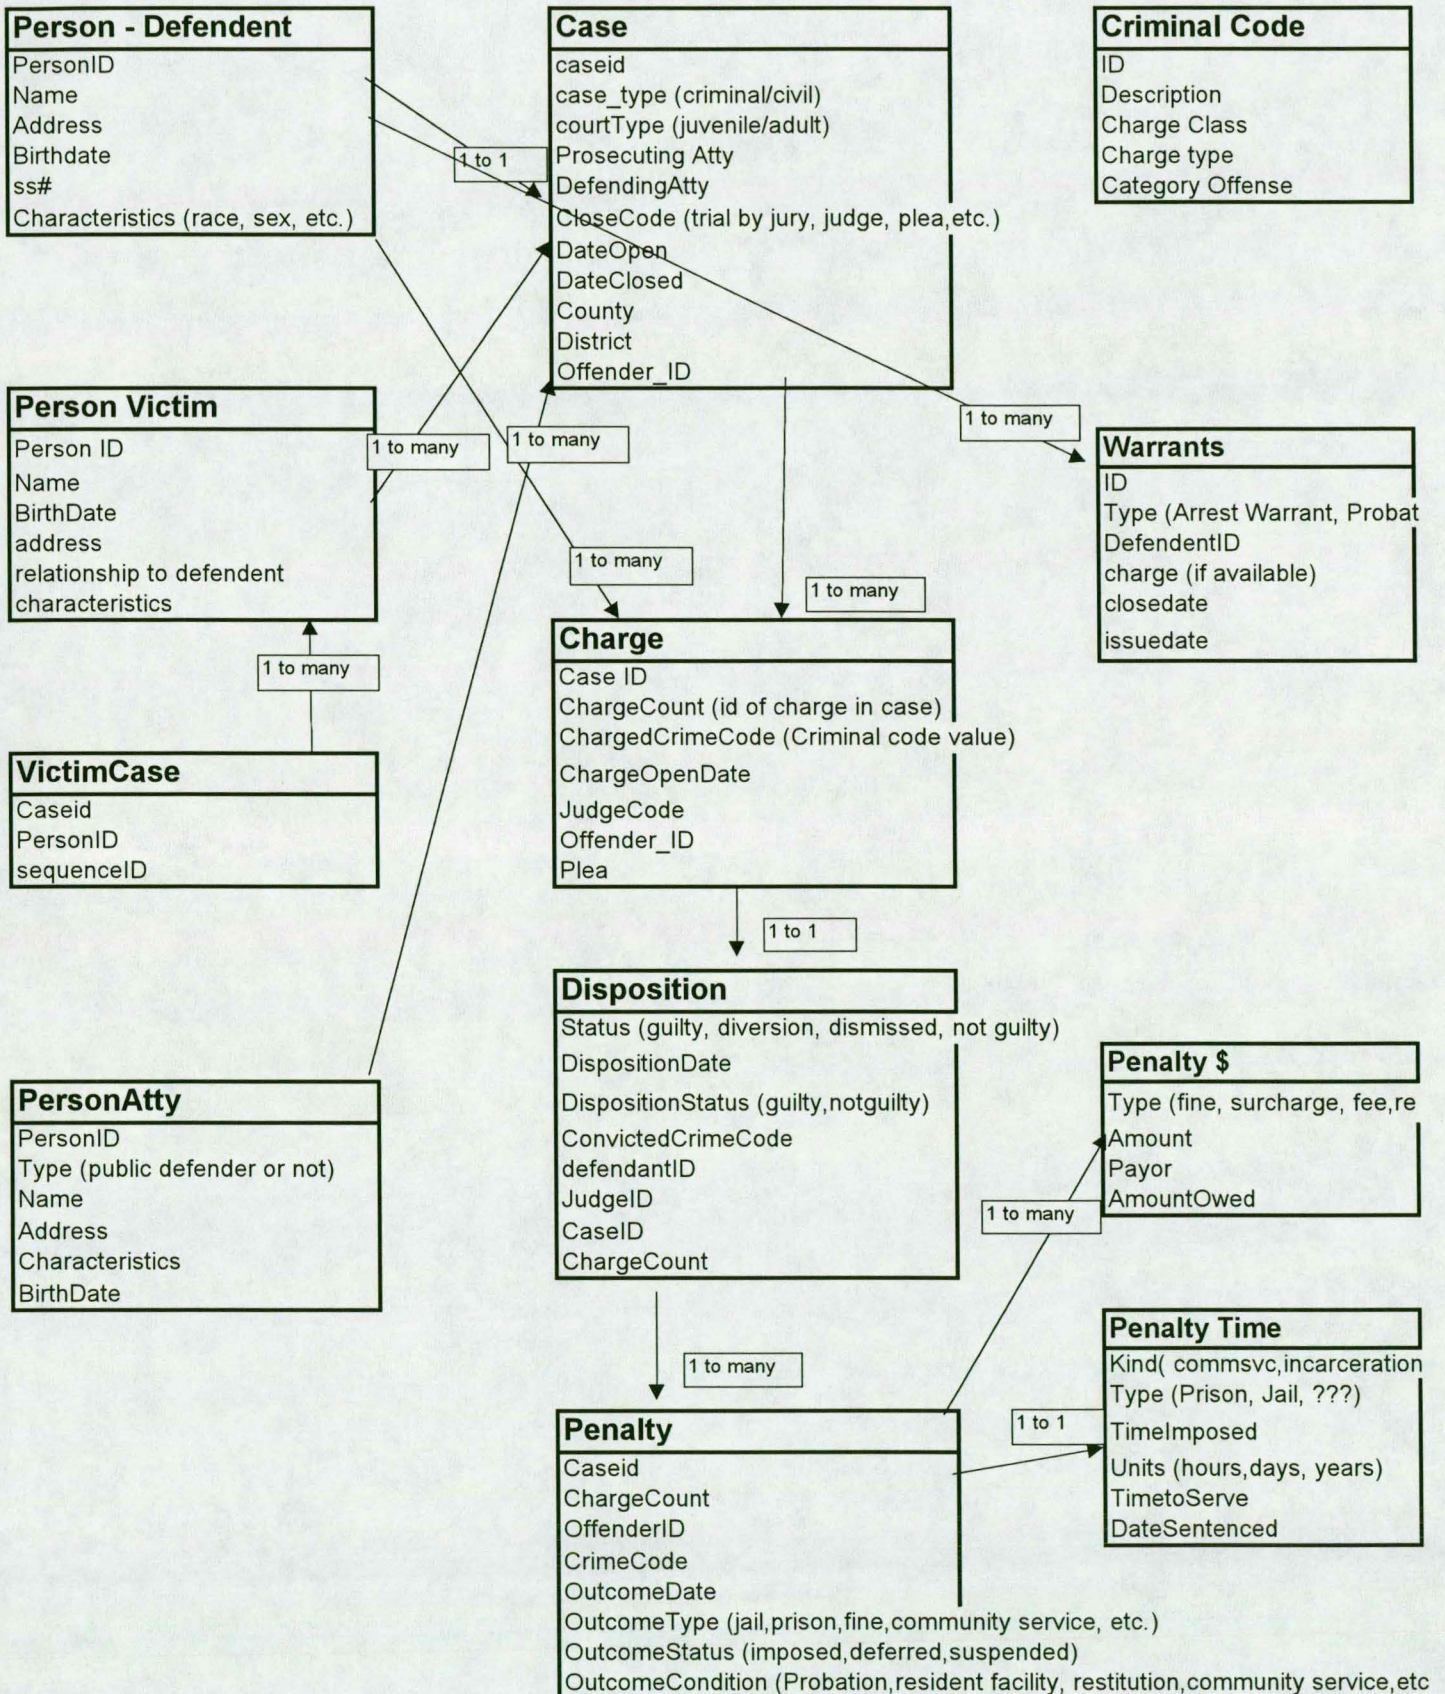 Person - Defendent
PersonID
Name
Address
Birthdate
ss#
Characteristics (race, sex, etc.)
Case
caseid
case_type (criminal/civil)
courtType (juvenile/adult)
Prosecuting Atty
DefendingAtty
CloseCode (trial by jury, judge, plea,etc.)
DateOpen
DateClosed
County
District
Offender_ID
Criminal Code
ID
Description
Charge Class
Charge type
Category Offense
1 to 1
Person Victim
Person ID
Name
BirthDate
address
relationship to defendent
characteristics
1 to many
1 to many
1 to many
Warrants
ID
Type (Arrest Warrant, Probat
DefendentID
charge (if available)
closedate
issuedate
1 to many
1 to many
1 to many
VictimCase
Caseid
PersonID
sequenceID
Charge
Case ID
ChargeCount (id of charge in case)
ChargedCrimeCode (Criminal code value)
ChargeOpenDate
JudgeCode
Offender_ID
Plea
1 to 1
Disposition
Status (guilty, diversion, dismissed, not guilty)
DispositionDate
DispositionStatus (guilty,notguilty)
ConvictedCrimeCode
defendantID
JudgeID
CaseID
ChargeCount
PersonAtty
PersonID
Type (public defender or not)
Name
Address
Characteristics
BirthDate
Penalty $
Type (fine, surcharge, fee,re
Amount
Payor
AmountOwed
1 to many
1 to many
Penalty Time
Kind( commsvc,incarceration
Type (Prison, Jail, ???)
TimeImposed
Units (hours,days, years)
TimetoServe
DateSentenced
1 to 1
Penalty
Caseid
ChargeCount
OffenderID
CrimeCode
OutcomeDate
OutcomeType (jail,prison,fine,community service, etc.)
OutcomeStatus (imposed,deferred,suspended)
OutcomeCondition (Probation,resident facility, restitution,community service,etc